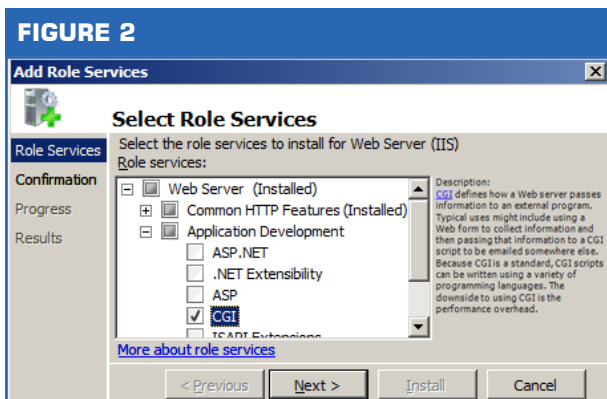 FIGURE 2
Add Role Services
Select Role Services
Role Services
Confirmation
Progress
Results
Select the role services to install for Web Server (IIS)
Role services:
Web Server (Installed)
Common HTTP Features (Installed)
Application Development
ASP.NET
.NET Extensibility
ASP
CGI
ISAPI Extensions
More about role services
Description:
CGI defines how a Web server passes
information to an external program.
Typical uses might include using a
Web form to collect information and
then passing that information to a CGI
script to be emailed somewhere else.
Because CGI is a standard, CGI scripts
can be written using a variety of
programming languages. The
downside to using CGI is the
performance overhead.
< Previous
Next >
Install
Cancel